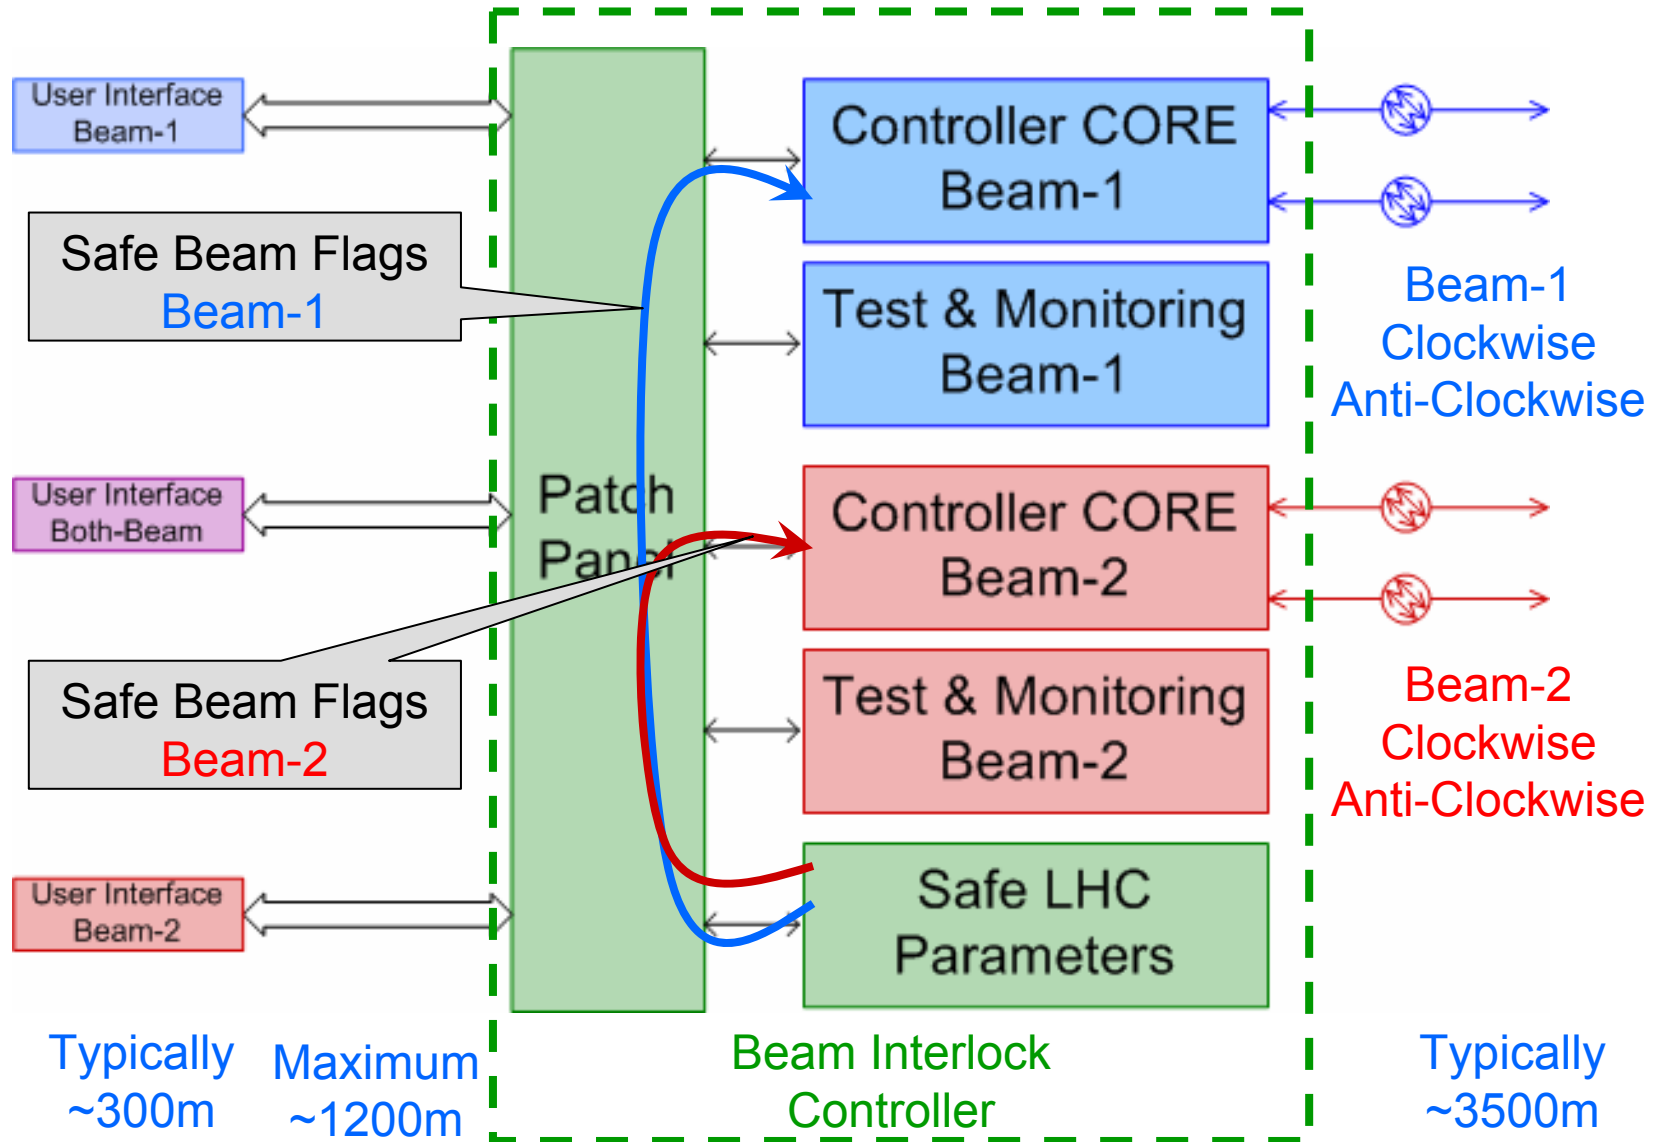 User Interface
Beam-1
Safe Beam Flags
Beam-1
User Interface
Both-Beam
Safe Beam Flags
Beam-2
User Interface
Beam-2
Typically
~300m
Maximum
~1200m
Patch
Panel
Controller CORE
Beam-1
Test & Monitoring
Beam-1
Controller CORE
Beam-2
Test & Monitoring
Beam-2
Safe LHC
Parameters
Beam Interlock
Controller
Beam-1
Clockwise
Anti-Clockwise
Beam-2
Clockwise
Anti-Clockwise
Typically
~3500m